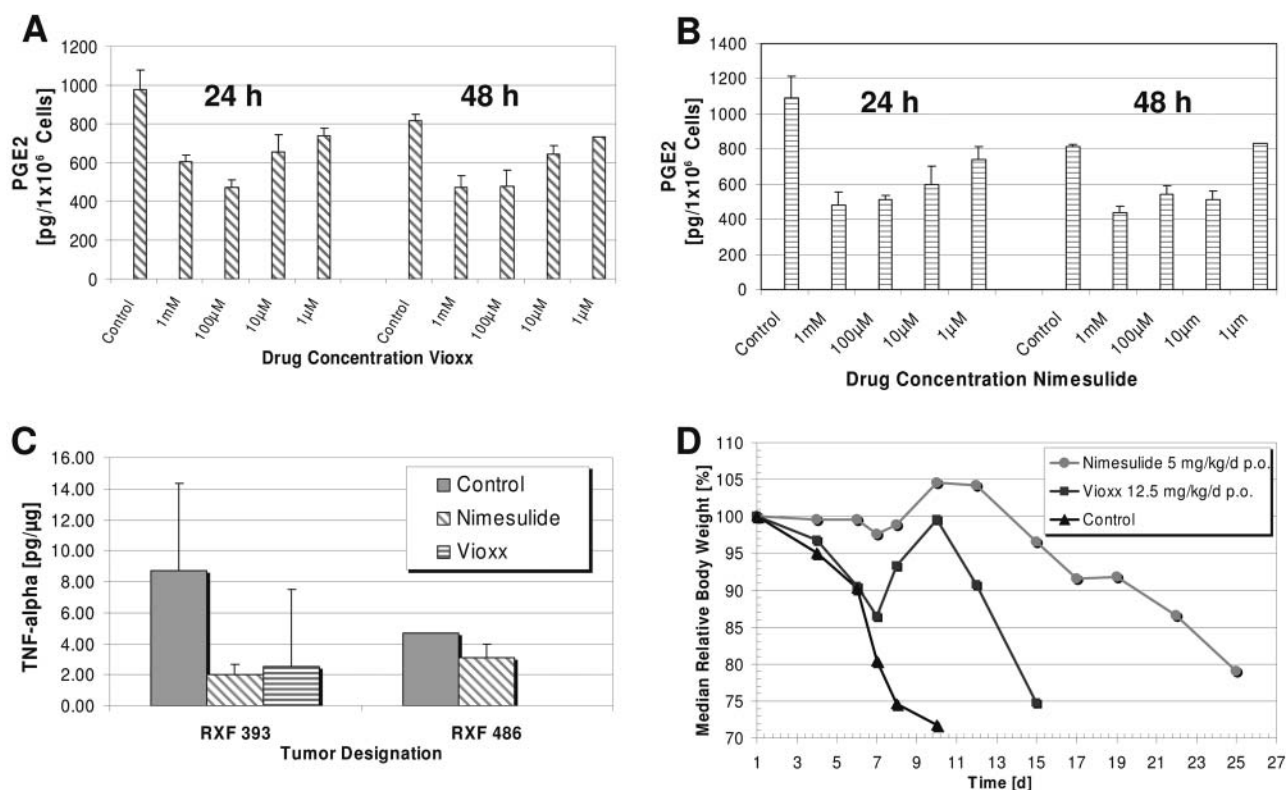 A
1200
1000
800
600
400
200
0
PGE2
[pg/1x10⁶ Cells]
24 h
48 h
Control
1mM
100µM
10µM
1µM
Control
1mM
100µM
10µM
1µM
Drug Concentration Vioxx
B
1400
1200
1000
800
600
400
200
0
PGE2
[pg/1x10⁶ Cells]
24 h
48 h
Control
1mM
100µM
10µM
1µM
Control
1mM
100µM
10µm
1µm
Drug Concentration Nimesulide
C
16.00
14.00
12.00
10.00
8.00
6.00
4.00
2.00
0.00
TNF-alpha [pg/µg]
Control
Nimesulide
Vioxx
RXF 393
RXF 486
Tumor Designation
D
110
105
100
95
90
85
80
75
70
Median Relative Body Weight [%]
Nimesulide 5 mg/kg/d p.o.
Vioxx 12.5 mg/kg/d p.o.
Control
1 3 5 7 9 11 13 15 17 19 21 23 25 27
Time [d]